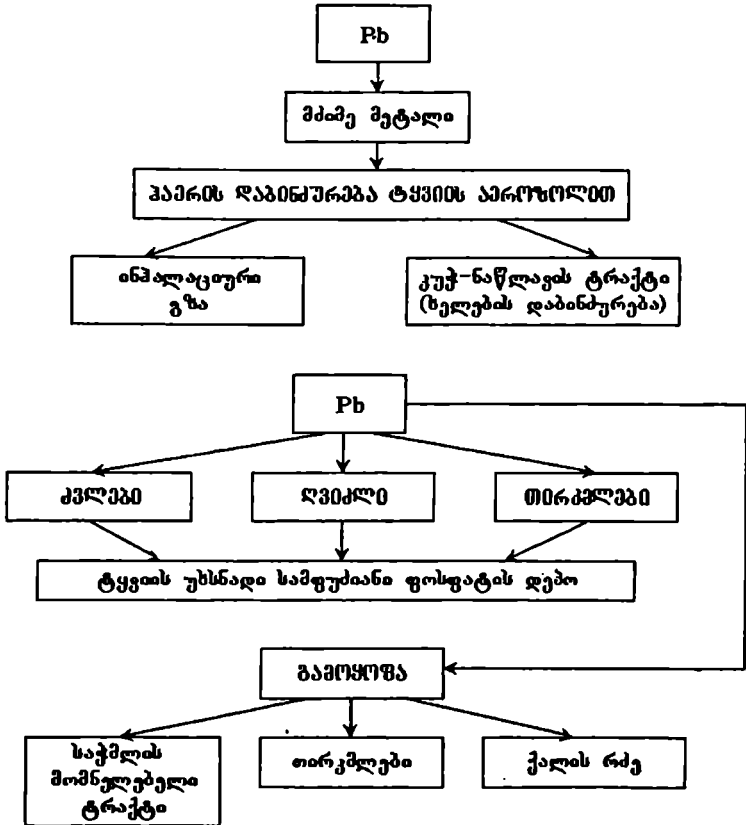 Pb
მძიმე მეტალი
ჰაერის დაბინძურება ტყვიის აეროზოლით
ინჰალაციური
გზა
კუჭ-ნაწლავის ტრაქტი
(ხელების დაბინძურება)
Pb
ძვლები
ღვიძლი
თირკმლები
ტყვიის უხსნადი სამფუძიანი ფოსფატის დეპო
გამოყოფა
საჭმლის
მომნელებელი
ტრაქტი
თირკმლები
ქალის რძე